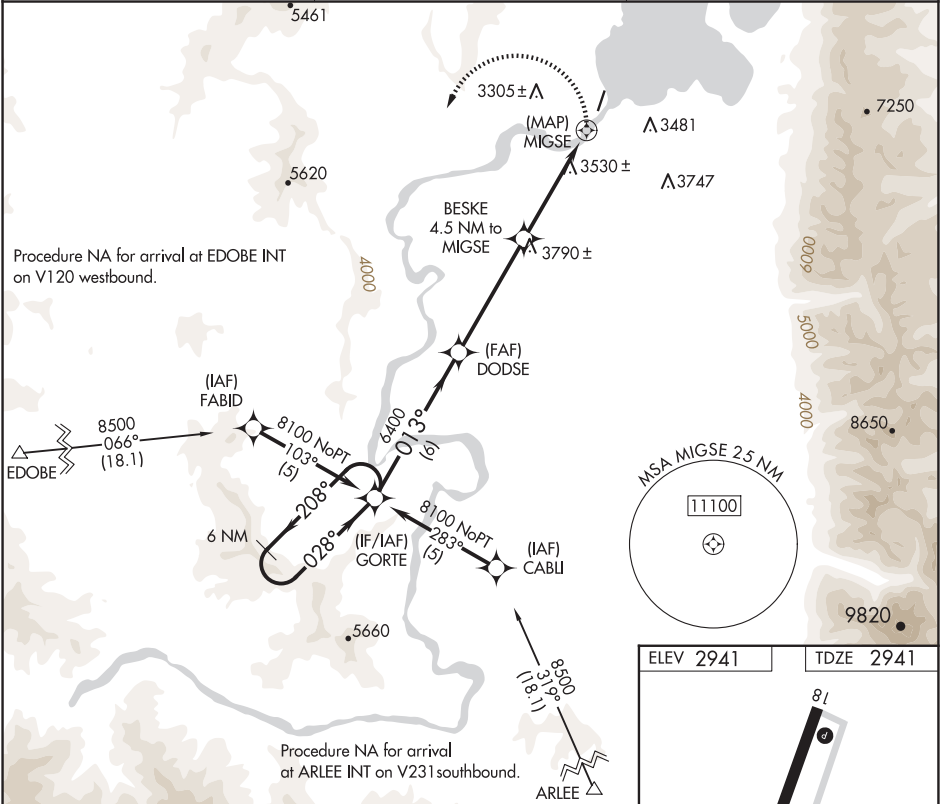 5461
3305±
7250
(MAP)
MIGSE
3481
3530±
5620
3747
BESKE
4.5 NM to
MIGSE
3790±
Procedure NA for arrival at EDOBE INT
on V120 westbound.
4000
6000
5000
(FAF)
DODSE
(IAF)
FABID
4000
8500
066°
(18.1)
EDOBE
8100 NoPT
103°
(5)
6400
013°
(6)
8650
MSA MIGSE 25 NM
11100
208°
6 NM
028°
(IF/IAF)
GORTE
8100 NoPT
283°
(5)
(IAF)
CABLI
9820
5660
ELEV 2941
TDZE 2941
8500
319°
(18.1)
18
P
Procedure NA for arrival
at ARLEE INT on V231southbound.
ARLEE